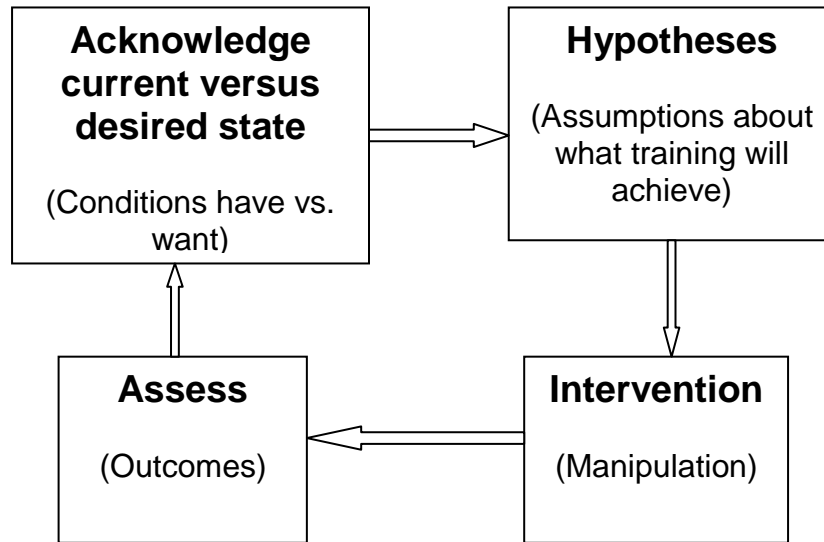 Acknowledge
current versus
desired state
(Conditions have vs.
want)
Hypotheses
(Assumptions about
what training will
achieve)
Assess
(Outcomes)
Intervention
(Manipulation)